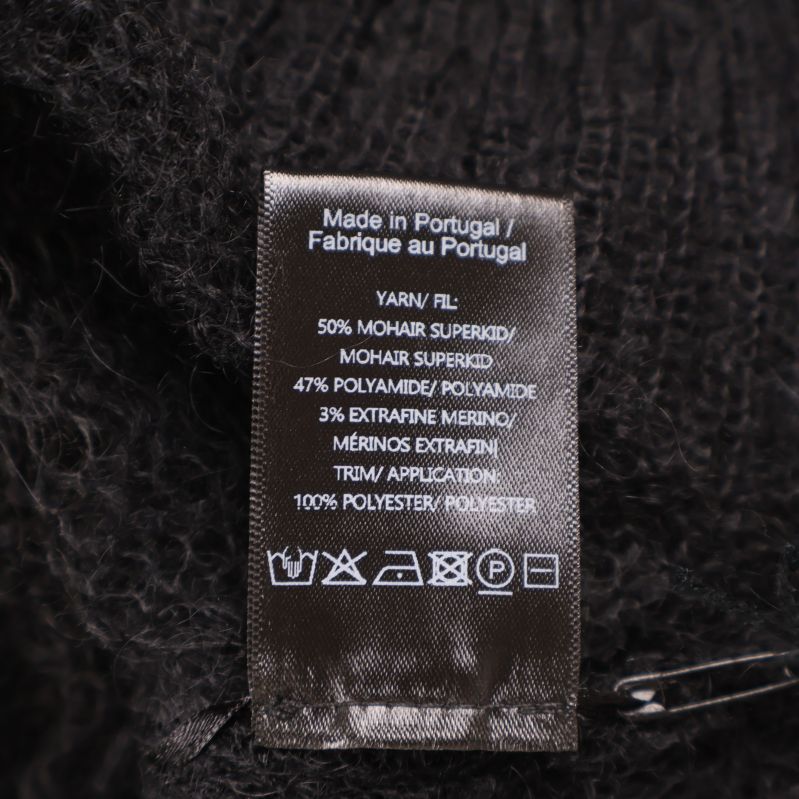 Made in Portugal /
Fabrique au Portugal
YARN/ FIL:
50% MOHAIR SUPERKID/
MOHAIR SUPERKID
47% POLYAMIDE/ POLYAMIDE
3% EXTRAFINE MERINO/
MÉRINOS EXTRAFIN|
TRIM/ APPLICATION:
100% POLYESTER/ POLYESTER
P